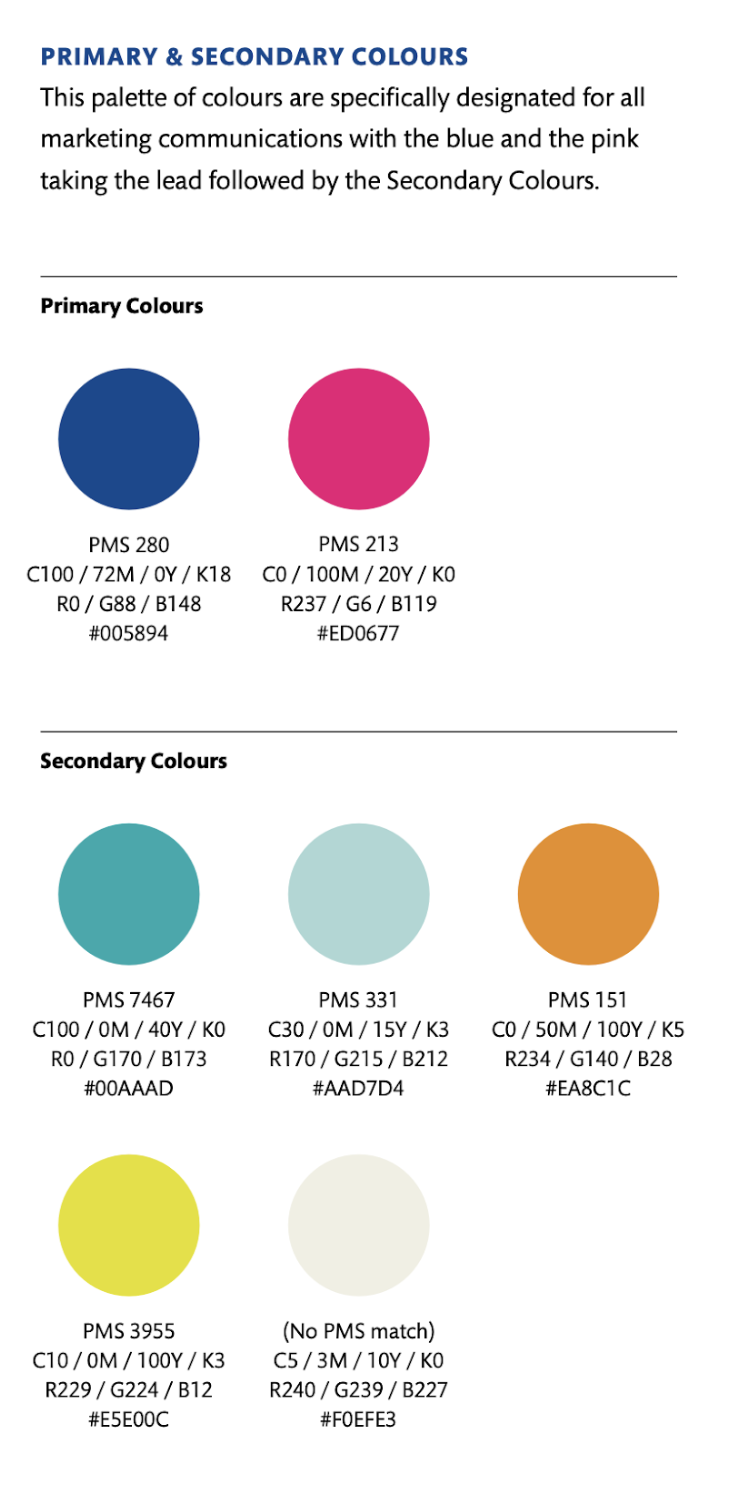 PRIMARY & SECONDARY COLOURS
This palette of colours are specifically designated for all
marketing communications with the blue and the pink
taking the lead followed by the Secondary Colours.
Primary Colours
PMS 280
C100 / 72M / 0Y / K18
R0 / G88 / B148
#005894
PMS 213
C0 / 100M / 20Y / K0
R237 / G6 / B119
#ED0677
Secondary Colours
PMS 7467
C100 / 0M / 40Y / K0
R0 / G170 / B173
#00AAAD
PMS 331
C30 / 0M / 15Y / K3
R170 / G215 / B212
#AAD7D4
PMS 151
C0 / 50M / 100Y / K5
R234 / G140 / B28
#EA8C1C
PMS 3955
C10 / 0M / 100Y / K3
R229 / G224 / B12
#E5E00C
(No PMS match)
C5 / 3M / 10Y / K0
R240 / G239 / B227
#F0EFE3